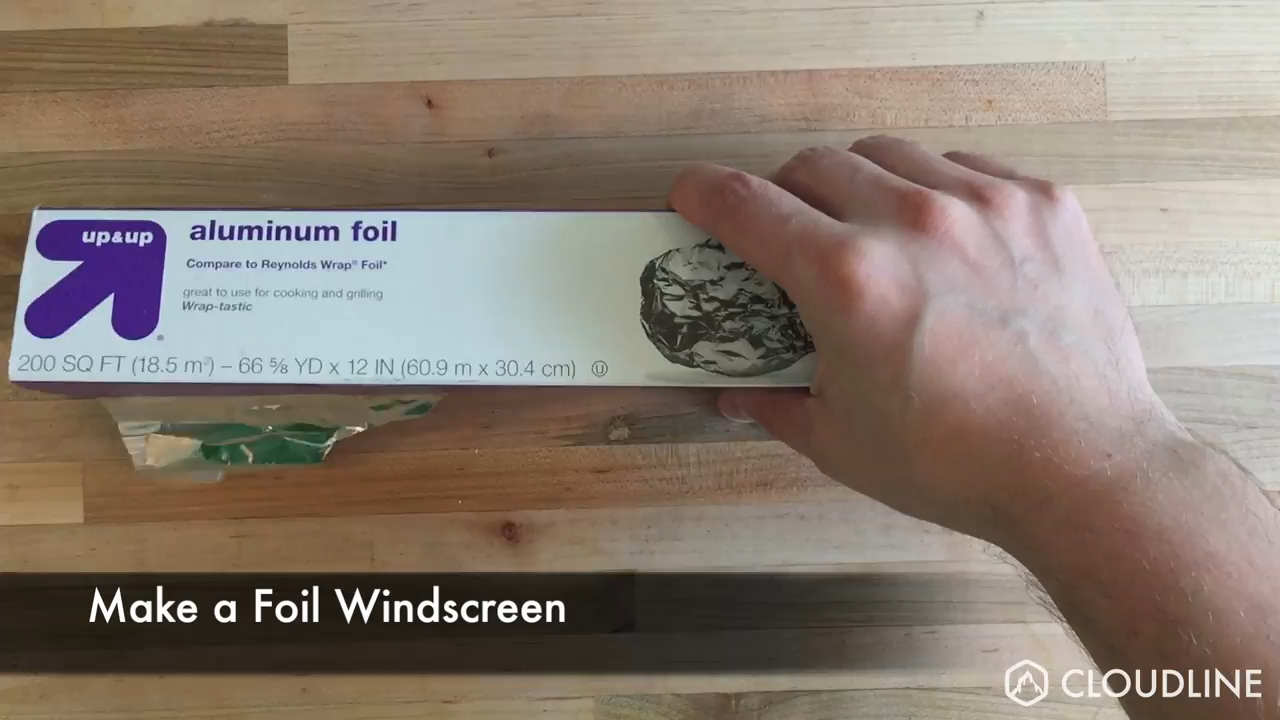 up&up
aluminum foil
Compare to Reynolds Wrap® Foil*
great to use for cooking and grilling
Wrap-tastic
200 SQ FT (18.5 m²) – 66 ⅝ YD x 12 IN (60.9 m x 30.4 cm) Ⓤ
Make a Foil Windscreen
CLOUDLINE